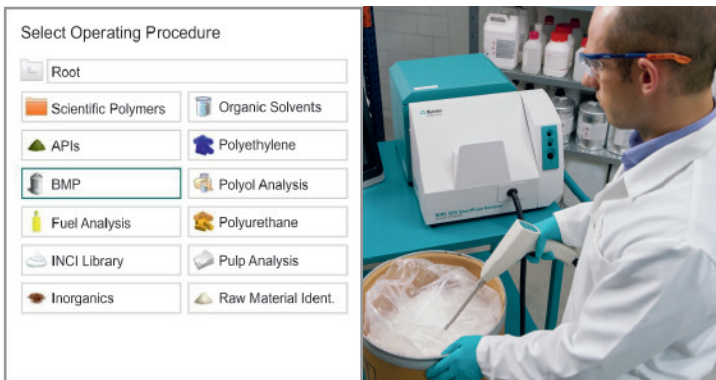 Select Operating Procedure
Root
Scientific Polymers
Organic Solvents
APIs
Polyethylene
BMP
Polyol Analysis
Fuel Analysis
Polyurethane
INCI Library
Pulp Analysis
Inorganics
Raw Material Ident.
Metrohm